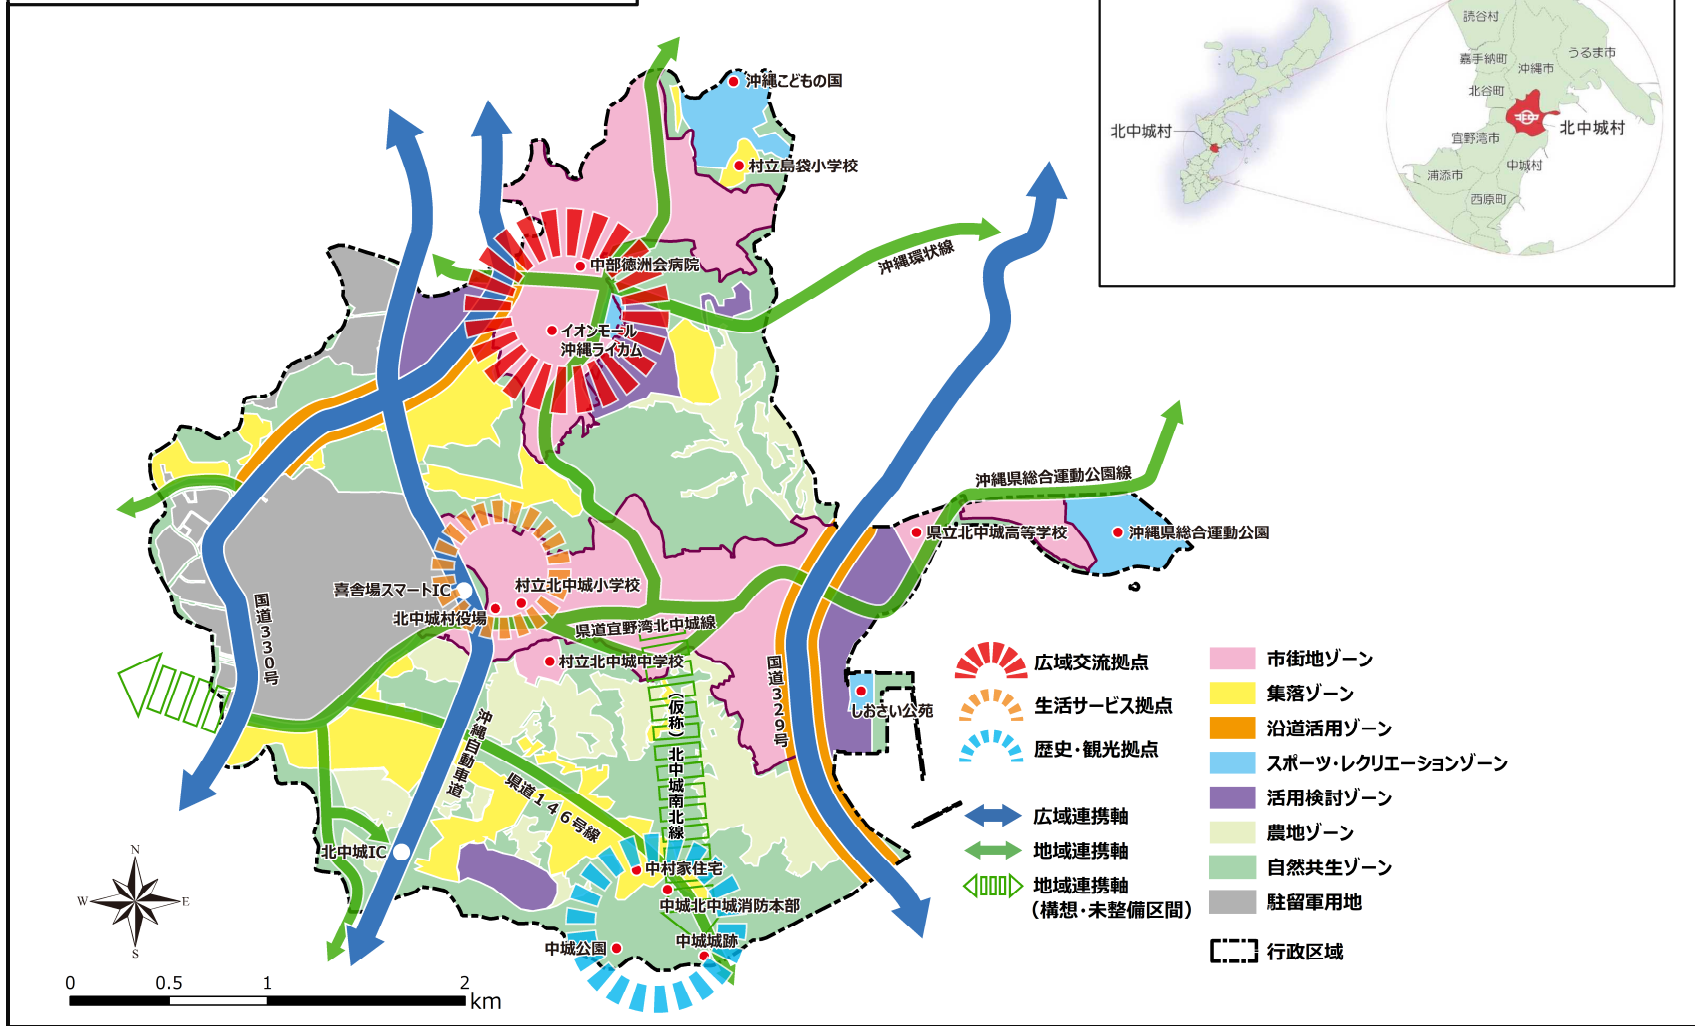 読谷村
うるま市
嘉手納町
沖縄市
北谷町
北中城村
北中城村
宜野湾市
中城村
浦添市
西原町
沖縄こどもの国
村立島袋小学校
沖縄環状線
中部徳洲会病院
イオンモール
沖縄ライカム
沖縄県総合運動公園線
県立北中城高等学校
沖縄県総合運動公園
喜舎場スマートIC
村立北中城小学校
北中城村役場
国道330号
県道宜野湾北中城線
村立北中城中学校
国道329号
しおさい公苑
(仮称)北中城南北線
沖縄自動車道
県道146号線
北中城IC
中村家住宅
中城北中城消防本部
中城公園
中城城跡
広域交流拠点
生活サービス拠点
歴史・観光拠点
広域連携軸
地域連携軸
地域連携軸
(構想・未整備区間)
市街地ゾーン
集落ゾーン
沿道活用ゾーン
スポーツ・レクリエーションゾーン
活用検討ゾーン
農地ゾーン
自然共生ゾーン
駐留軍用地
行政区域
N
W
E
S
0 0.5 1 2
km